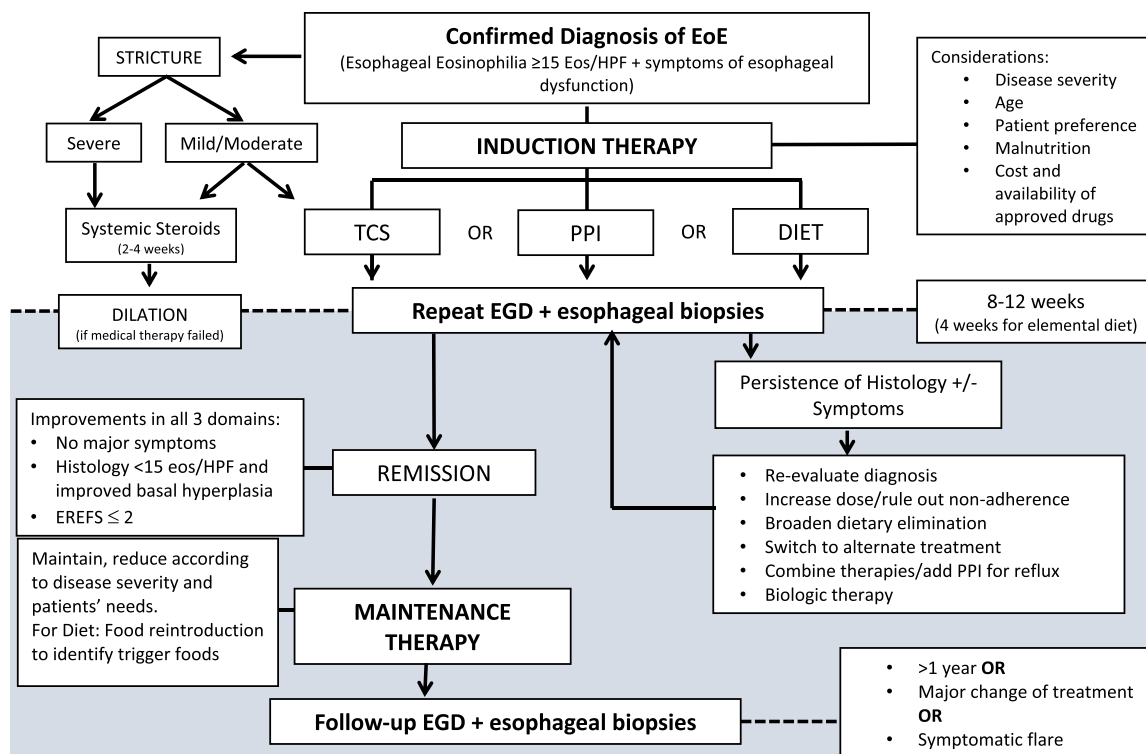 Confirmed Diagnosis of EoE
(Esophageal Eosinophilia ≥15 Eos/HPF + symptoms of esophageal
dysfunction)
STRICTURE
Severe
Mild/Moderate
Systemic Steroids
(2-4 weeks)
DILATION
(if medical therapy failed)
INDUCTION THERAPY
Considerations:
• Disease severity
• Age
• Patient preference
• Malnutrition
• Cost and
availability of
approved drugs
TCS
OR
PPI
OR
DIET
Repeat EGD + esophageal biopsies
8-12 weeks
(4 weeks for elemental diet)
Persistence of Histology +/-
Symptoms
• Re-evaluate diagnosis
• Increase dose/rule out non-adherence
• Broaden dietary elimination
• Switch to alternate treatment
• Combine therapies/add PPI for reflux
• Biologic therapy
Improvements in all 3 domains:
• No major symptoms
• Histology <15 eos/HPF and
improved basal hyperplasia
• EREFS ≤ 2
REMISSION
Maintain, reduce according
to disease severity and
patients’ needs.
For Diet: Food reintroduction
to identify trigger foods
MAINTENANCE
THERAPY
Follow-up EGD + esophageal biopsies
• >1 year OR
• Major change of treatment
OR
• Symptomatic flare